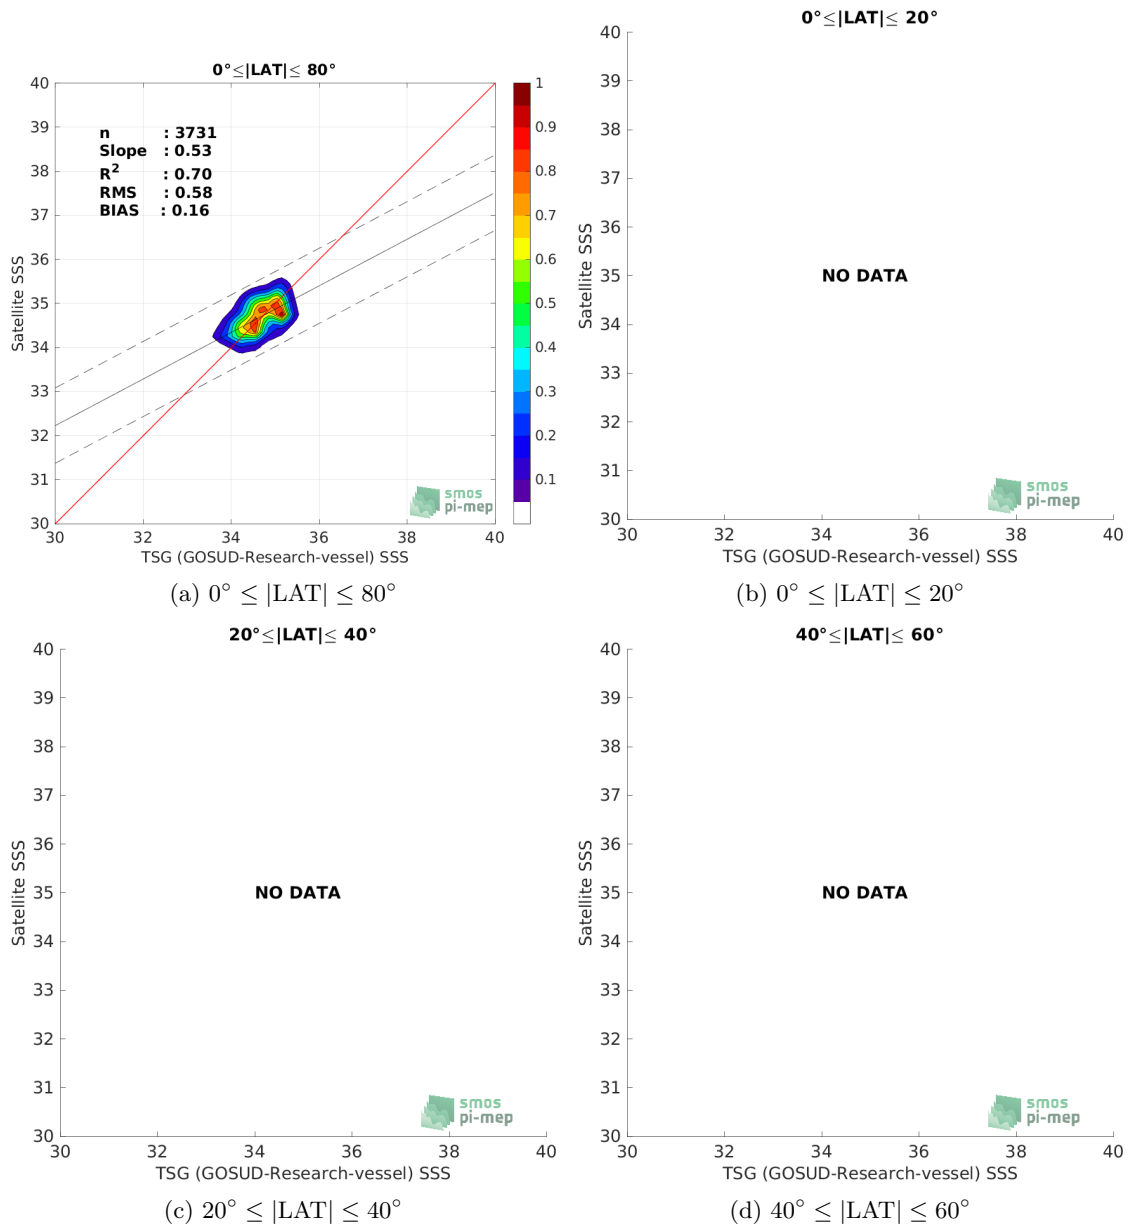 0°≤|LAT|≤ 80°
40
39
38
37
36
35
34
33
32
31
30
Satellite SSS
n : 3731
Slope : 0.53
R² : 0.70
RMS : 0.58
BIAS : 0.16
smos
pi-mep
30 32 34 36 38 40
TSG (GOSUD-Research-vessel) SSS
1
0.9
0.8
0.7
0.6
0.5
0.4
0.3
0.2
0.1
(a) 0° ≤ |LAT| ≤ 80°
0°≤|LAT|≤ 20°
40
39
38
37
36
35
34
33
32
31
30
Satellite SSS
NO DATA
smos
pi-mep
30 32 34 36 38 40
TSG (GOSUD-Research-vessel) SSS
(b) 0° ≤ |LAT| ≤ 20°
20°≤|LAT|≤ 40°
40
39
38
37
36
35
34
33
32
31
30
Satellite SSS
NO DATA
smos
pi-mep
30 32 34 36 38 40
TSG (GOSUD-Research-vessel) SSS
(c) 20° ≤ |LAT| ≤ 40°
40°≤|LAT|≤ 60°
40
39
38
37
36
35
34
33
32
31
30
Satellite SSS
NO DATA
smos
pi-mep
30 32 34 36 38 40
TSG (GOSUD-Research-vessel) SSS
(d) 40° ≤ |LAT| ≤ 60°